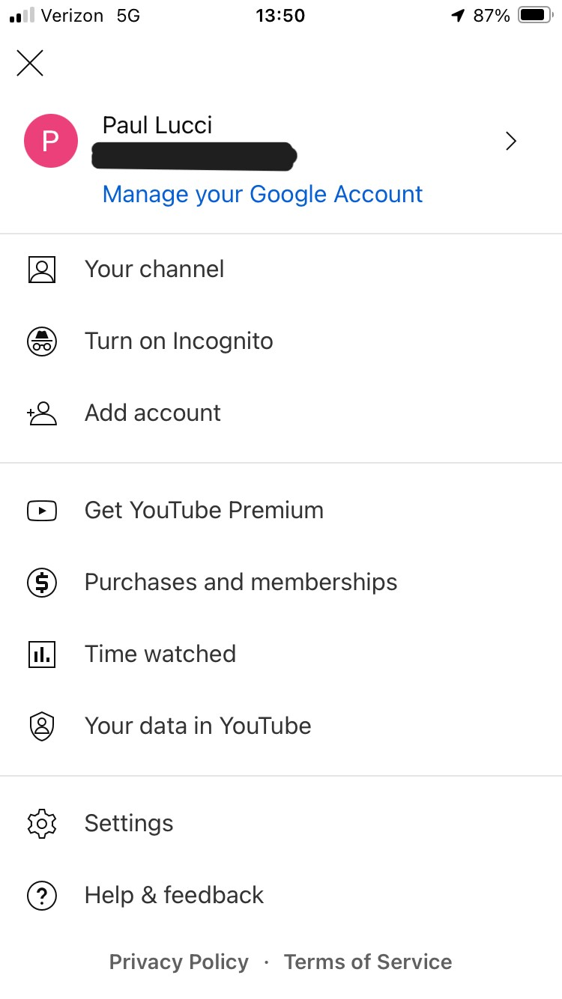 Verizon 5G 13:50 87%
P
Paul Lucci
Manage your Google Account
Your channel
Turn on Incognito
Add account
Get YouTube Premium
$ Purchases and memberships
Time watched
Your data in YouTube
Settings
? Help & feedback
Privacy Policy · Terms of Service